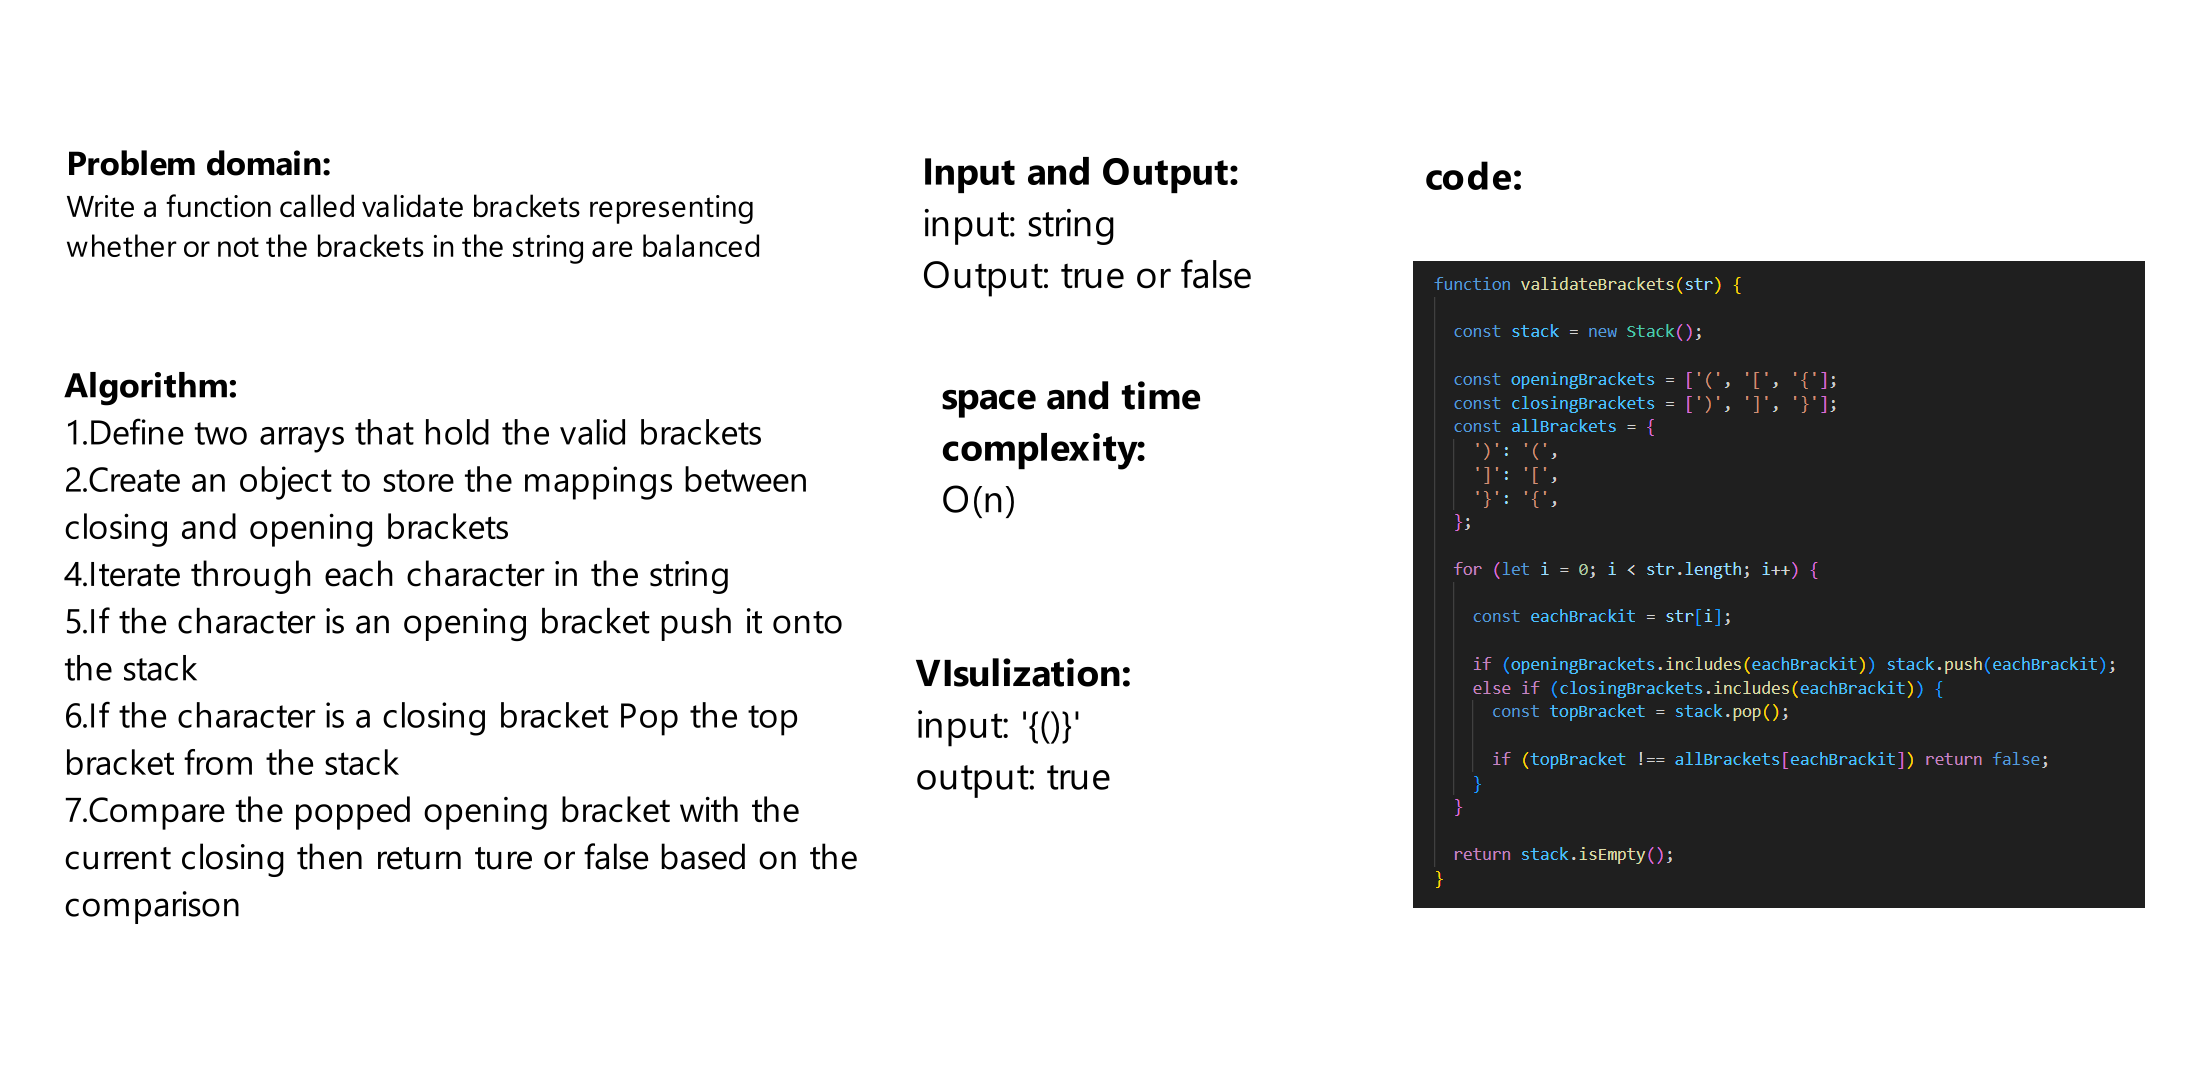 Problem domain:
Write a function called validate brackets representing
whether or not the brackets in the string are balanced
Algorithm:
1.Define two arrays that hold the valid brackets
2.Create an object to store the mappings between
closing and opening brackets
4.Iterate through each character in the string
5.If the character is an opening bracket push it onto
the stack
6.If the character is a closing bracket Pop the top
bracket from the stack
7.Compare the popped opening bracket with the
current closing then return ture or false based on the
comparison
Input and Output:
input: string
Output: true or false
space and time
complexity:
O(n)
VIsulization:
input: '{()}'
output: true
code:
function validateBrackets(str) {
const stack = new Stack();
const openingBrackets = ['(', '[', '{'];
const closingBrackets = [')', ']', '}'];
const allBrackets = {
')': '(',
']': '[',
'}': '{',
};
for (let i = 0; i < str.length; i++) {
const eachBrackit = str[i];
if (openingBrackets.includes(eachBrackit)) stack.push(eachBrackit);
else if (closingBrackets.includes(eachBrackit)) {
const topBracket = stack.pop();
if (topBracket !== allBrackets[eachBrackit]) return false;
}
}
return stack.isEmpty();
}